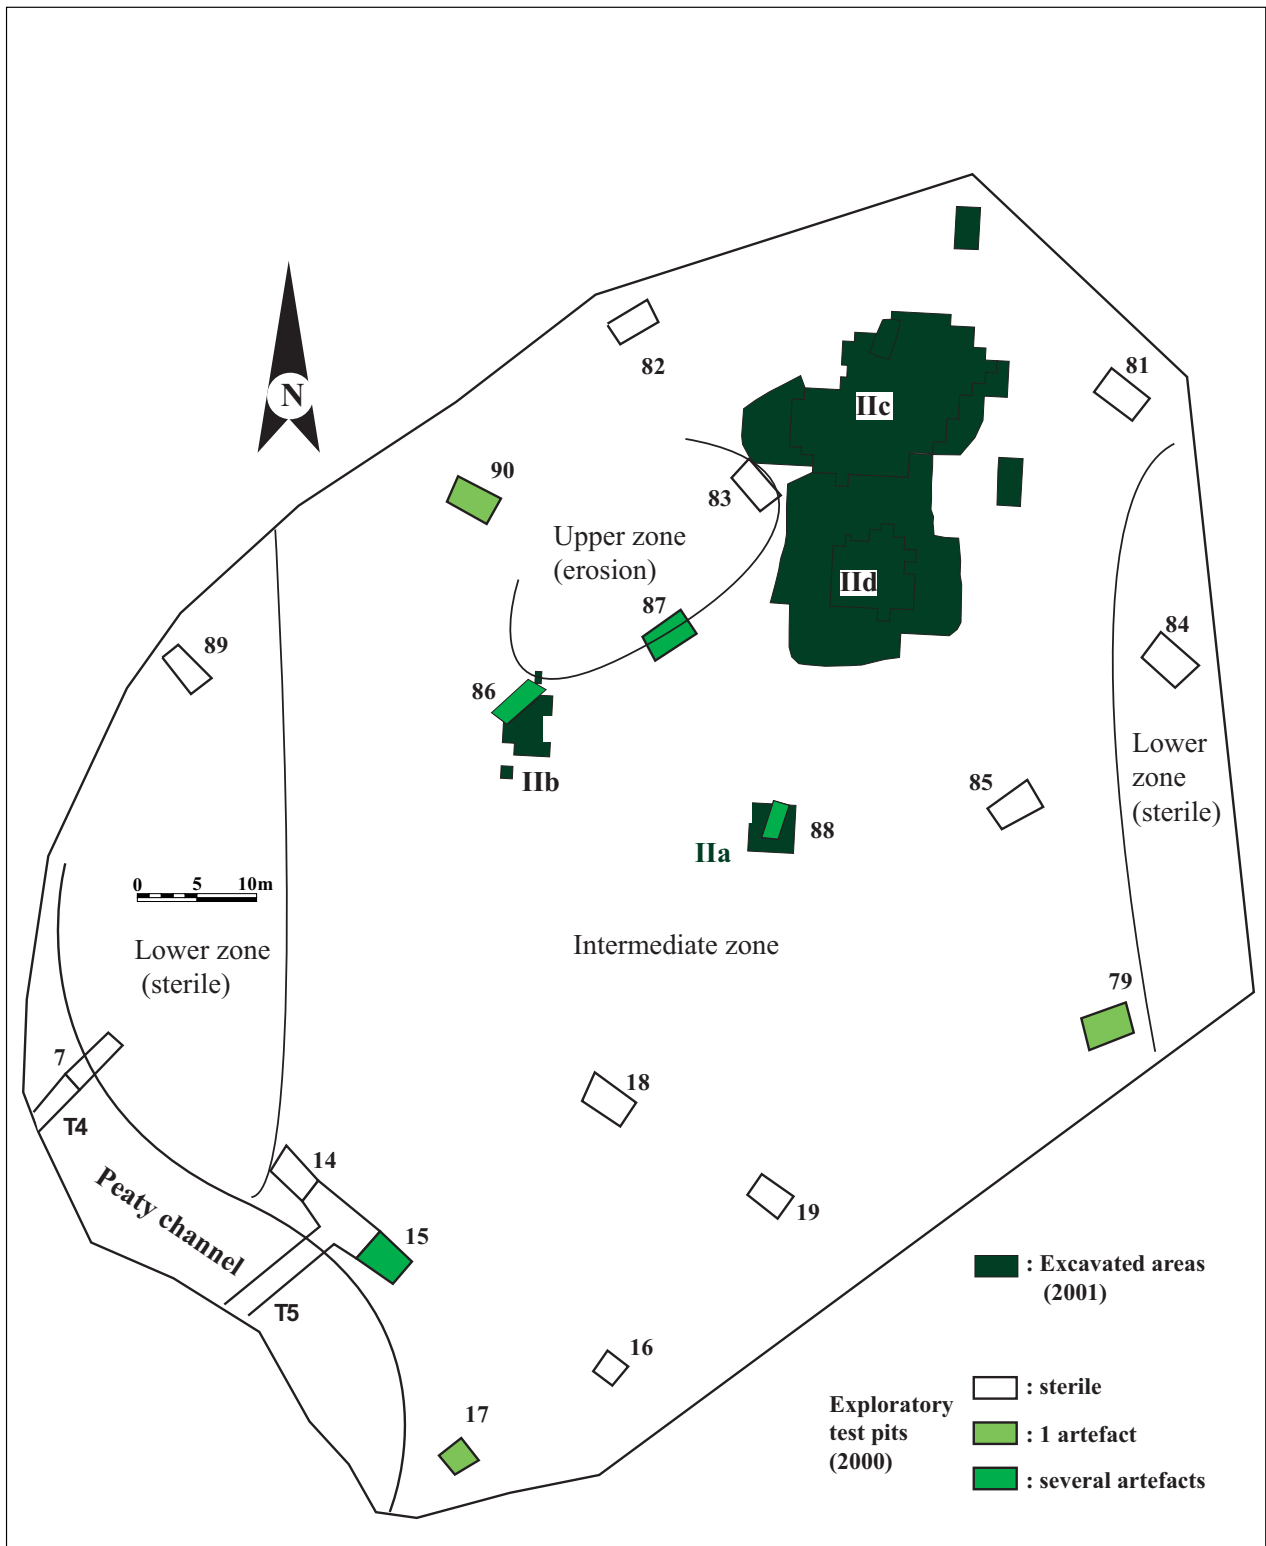 82
81
N
IIc
90
83
Upper zone
(erosion)
IId
87
89
84
86
Lower
zone
(sterile)
IIb
85
88
IIa
0 5 10m
Lower zone
(sterile)
Intermediate zone
79
7
T4
18
14
Peaty channel
19
15
T5
16
17
: Excavated areas
(2001)
Exploratory
test pits
(2000)
: sterile
: 1 artefact
: several artefacts